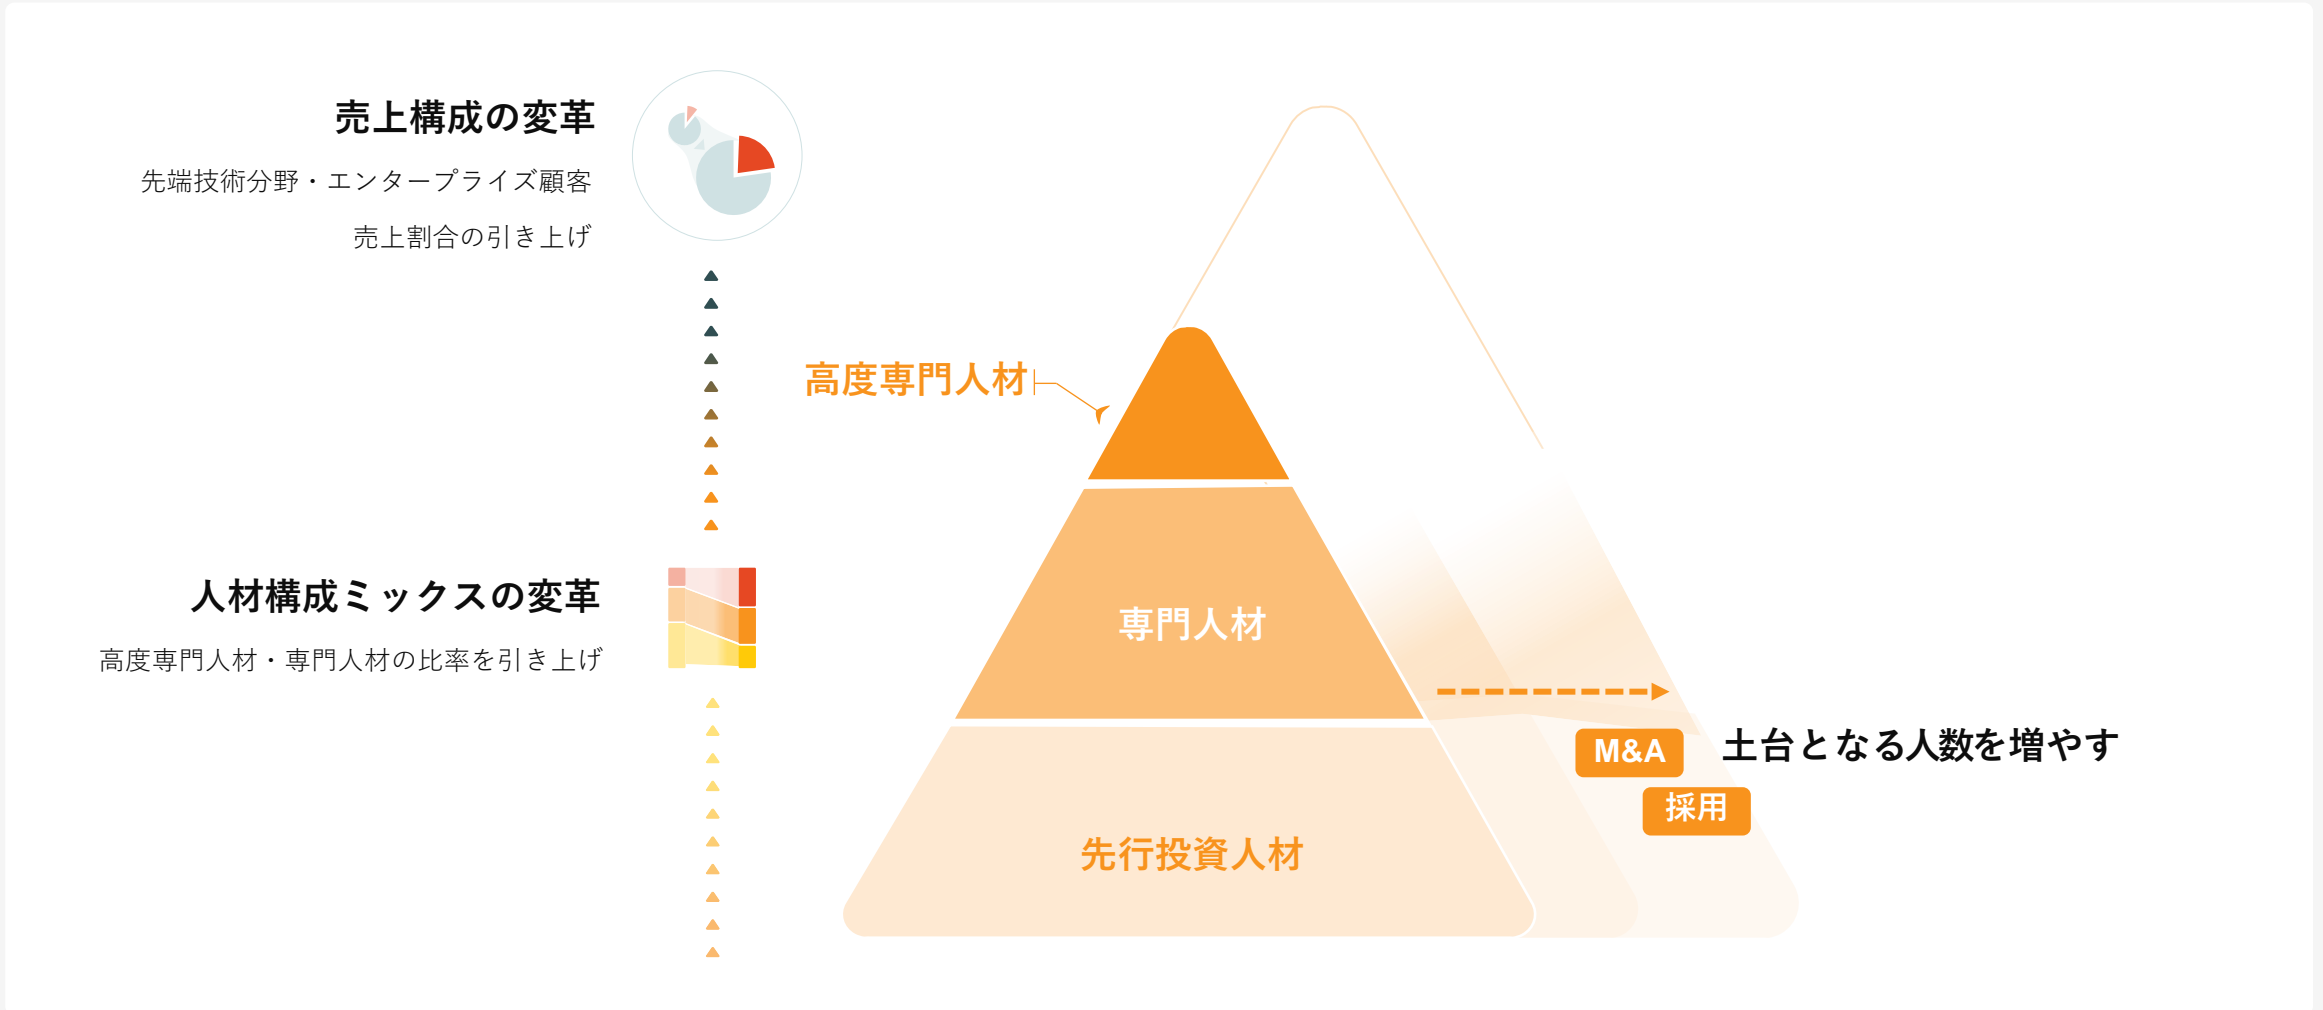 売上構成の変革
先端技術分野・エンタープライズ顧客
売上割合の引き上げ
高度専門人材
人材構成ミックスの変革
高度専門人材・専門人材の比率を引き上げ
専門人材
先行投資人材
M&A
採用
土台となる人数を増やす